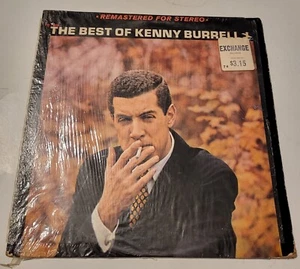 • REMASTERED FOR STEREO •
THE BEST OF KENNY BURRELL
EXCHANGE
$3.15